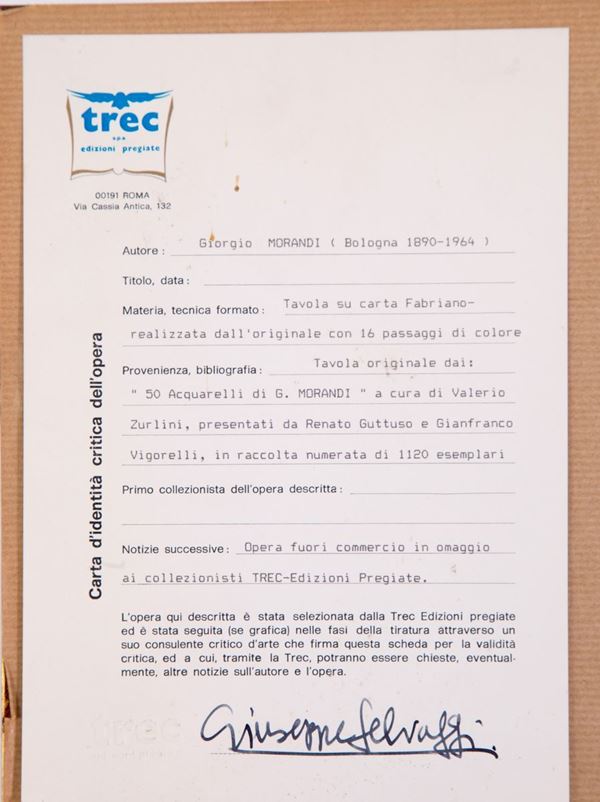 trec
s.p.a.
edizioni pregiate
00191 ROMA
Via Cassia Antica, 132
Carta d'identità critica dell'opera
Autore : Giorgio MORANDI ( Bologna 1890-1964 )
Titolo, data :
Materia, tecnica formato : Tavola su carta Fabriano-
realizzata dall'originale con 16 passaggi di colore
Provenienza, bibliografia : Tavola originale dai:
" 50 Acquarelli di G. MORANDI " a cura di Valerio
Zurlini, presentati da Renato Guttuso e Gianfranco
Vigorelli, in raccolta numerata di 1120 esemplari
Primo collezionista dell'opera descritta :
Notizie successive : Opera fuori commercio in omaggio
ai collezionisti TREC-Edizioni Pregiate.
L'opera qui descritta è stata selezionata dalla Trec Edizioni pregiate
ed è stata seguita (se grafica) nelle fasi della tiratura attraverso un
suo consulente critico d'arte che firma questa scheda per la validità
critica, ed a cui, tramite la Trec, potranno essere chieste, eventual-
mente, altre notizie sull'autore e l'opera.
trec
edizioni pregiate
Giuseppe Selvaggi.